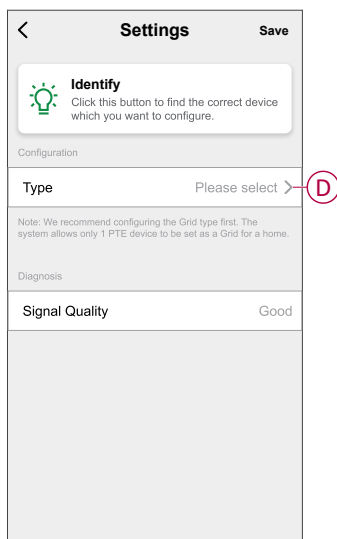 Settings
Save
Identify
Click this button to find the correct device
which you want to configure.
Configuration
Type
Please select
D
Note: We recommend configuring the Grid type first. The
system allows only 1 PTE device to be set as a Grid for a home.
Diagnosis
Signal Quality
Good